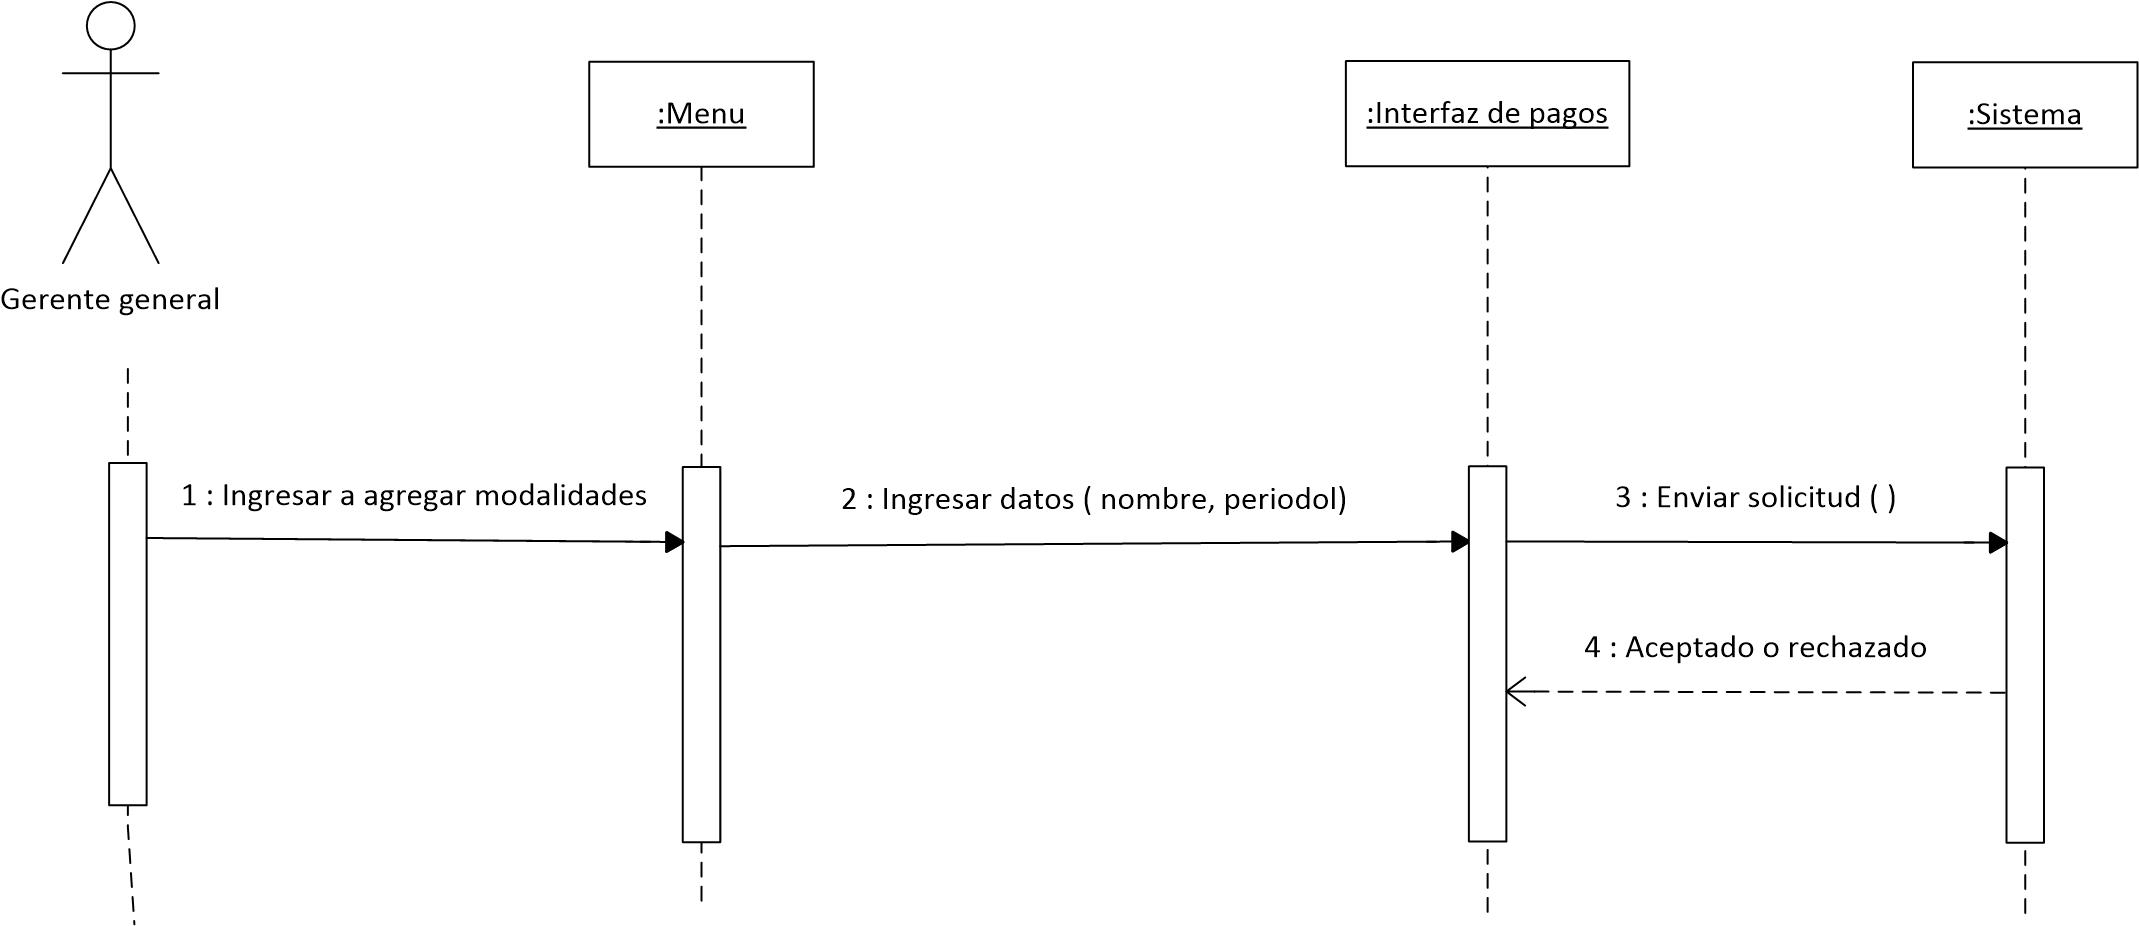 :Menu
:Interfaz de pagos
:Sistema
Gerente general
1 : Ingresar a agregar modalidades
2 : Ingresar datos ( nombre, periodol)
3 : Enviar solicitud ( )
4 : Aceptado o rechazado